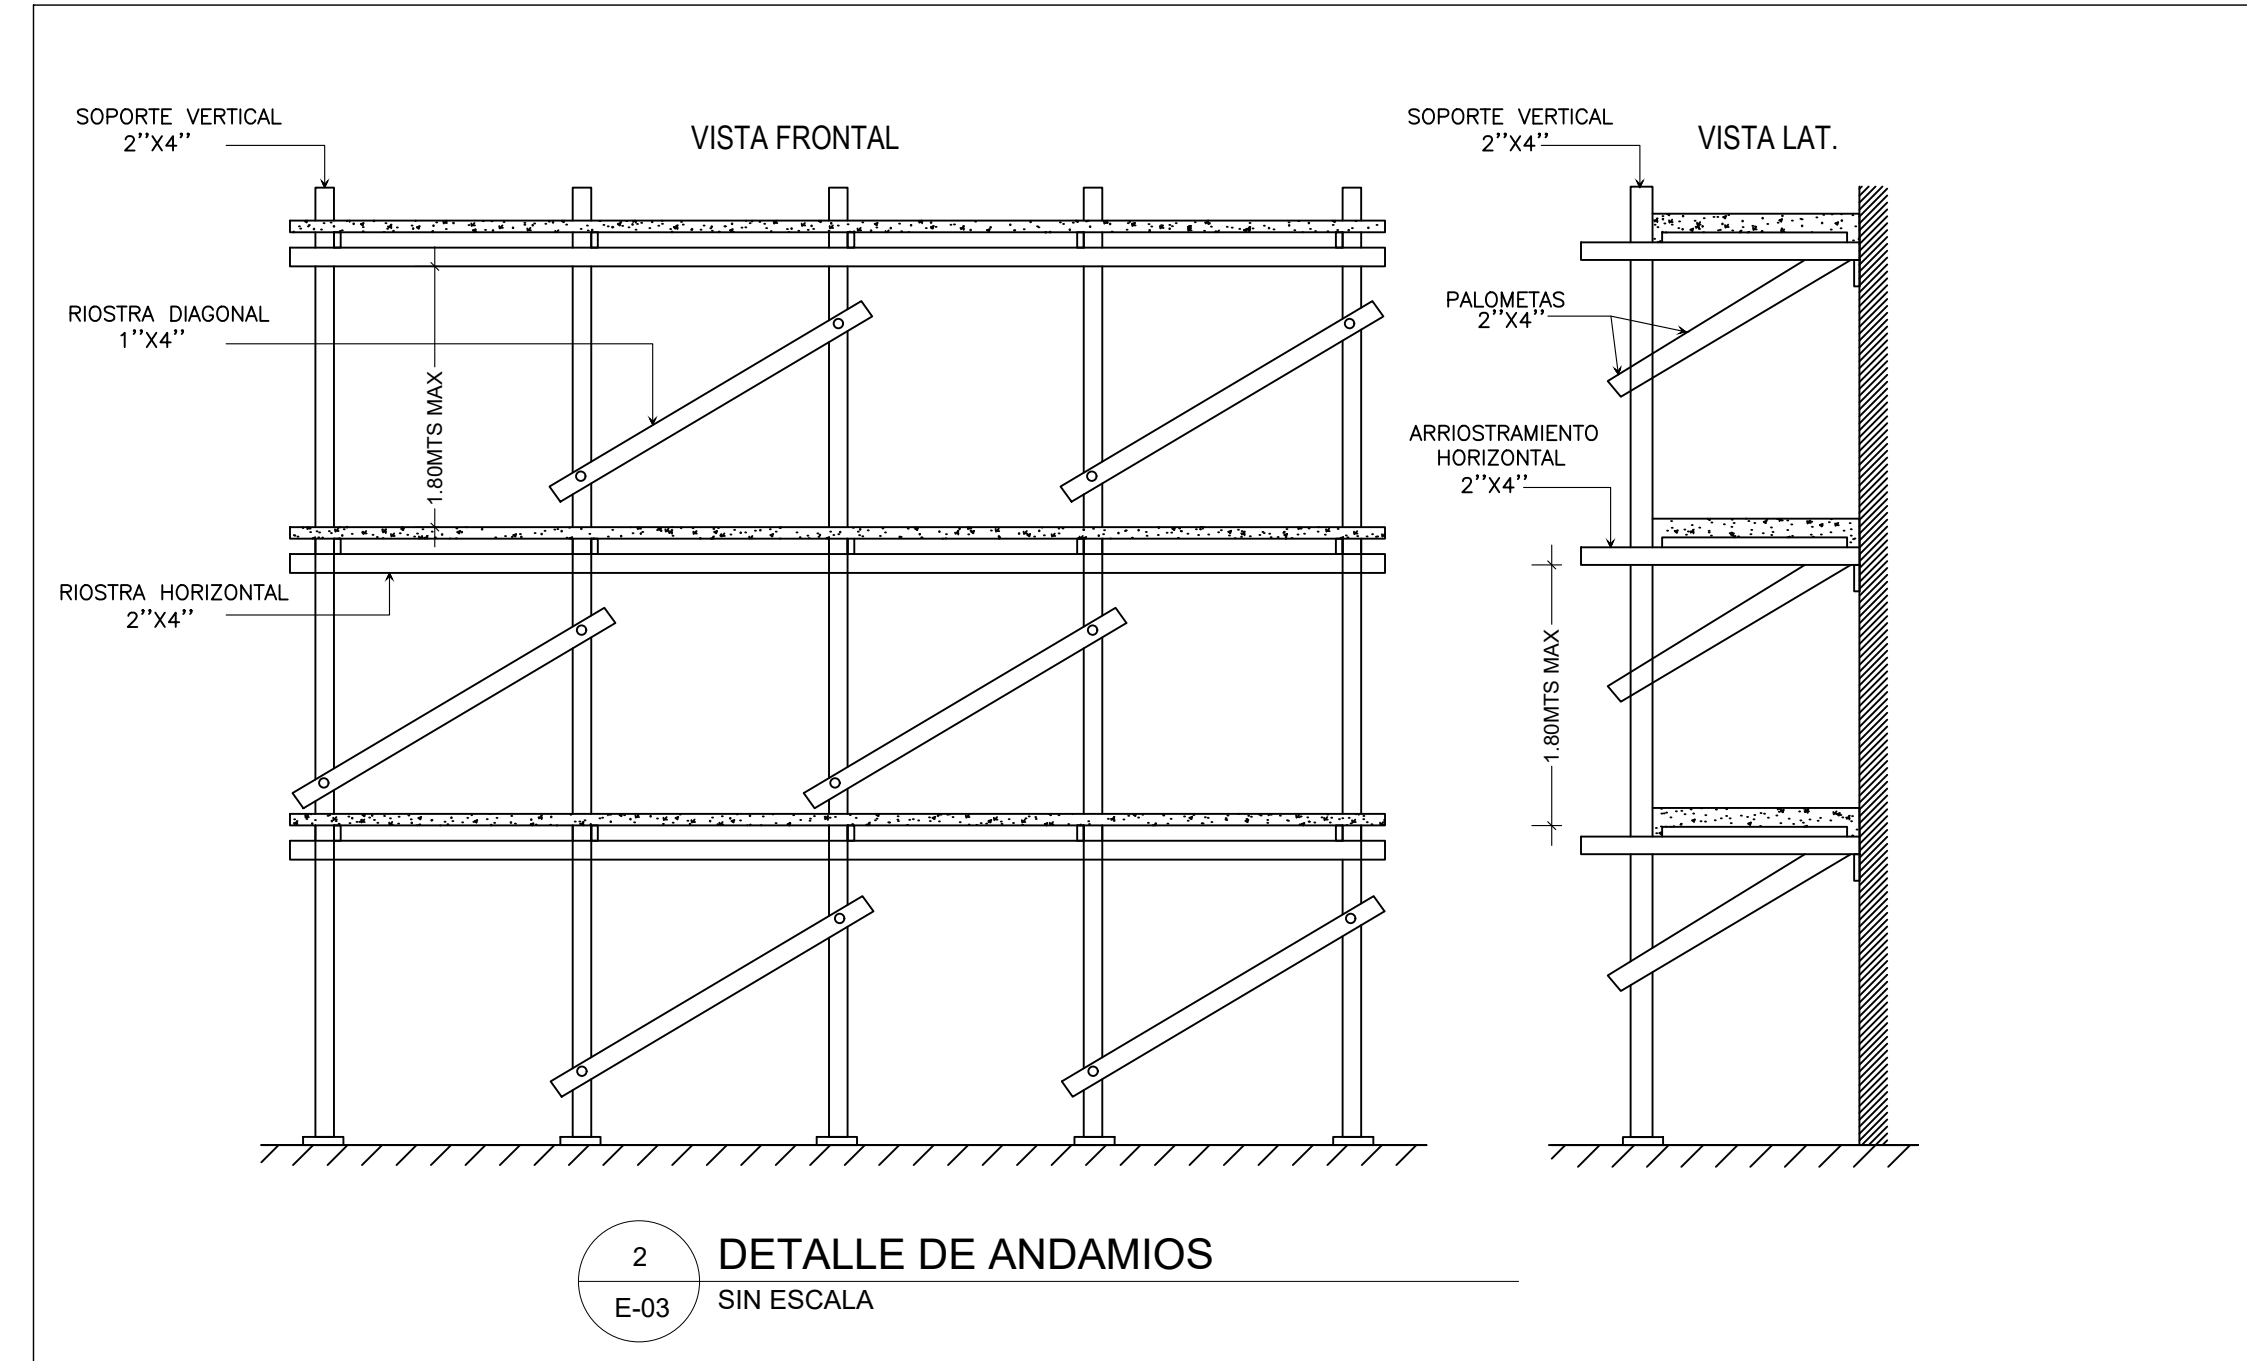 SOPORTE VERTICAL
2''X4''
VISTA FRONTAL
RIOSTRA DIAGONAL
1''X4''
1.80MTS MAX
RIOSTRA HORIZONTAL
2''X4''
SOPORTE VERTICAL
2''X4''
VISTA LAT.
PALOMETAS
2''X4''
ARRIOSTRAMIENTO
HORIZONTAL
2''X4''
1.80MTS MAX
2
E-03
DETALLE DE ANDAMIOS
SIN ESCALA